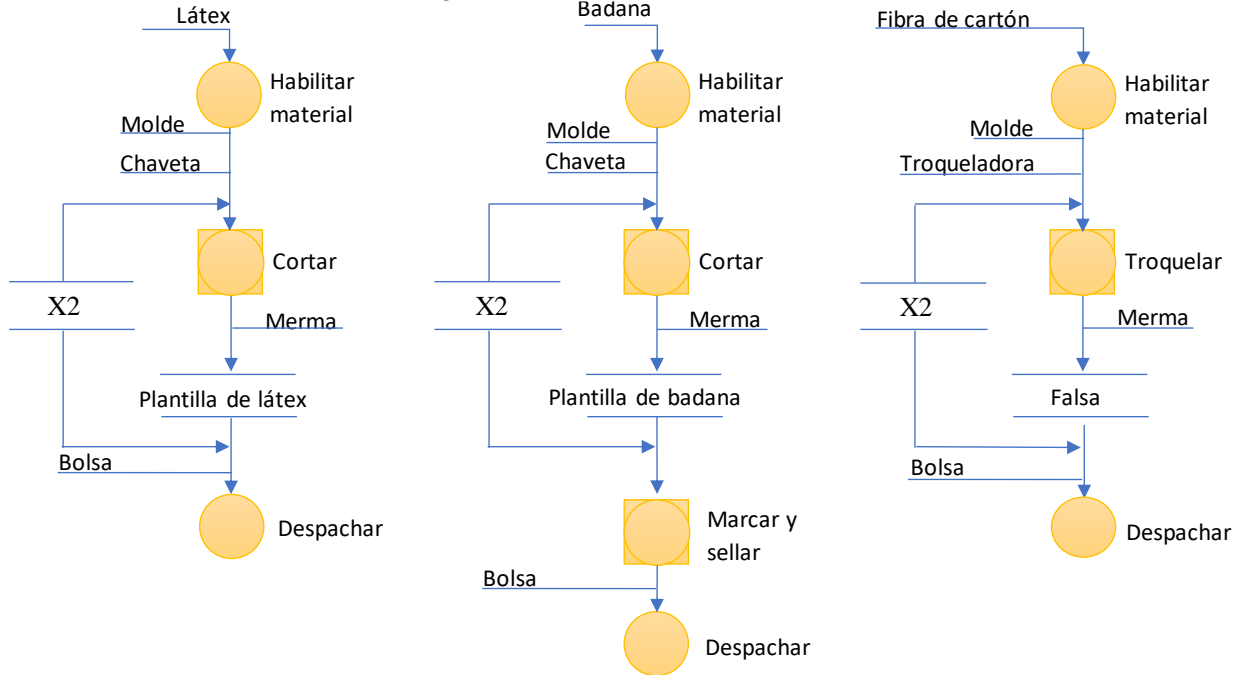 Látex
Habilitar
material
Molde
Chaveta
Cortar
X2
Merma
Plantilla de látex
Bolsa
Despachar
Badana
Habilitar
material
Molde
Chaveta
Cortar
X2
Merma
Plantilla de badana
Marcar y
sellar
Bolsa
Despachar
Fibra de cartón
Habilitar
material
Molde
Troqueladora
Troquelar
X2
Merma
Falsa
Bolsa
Despachar